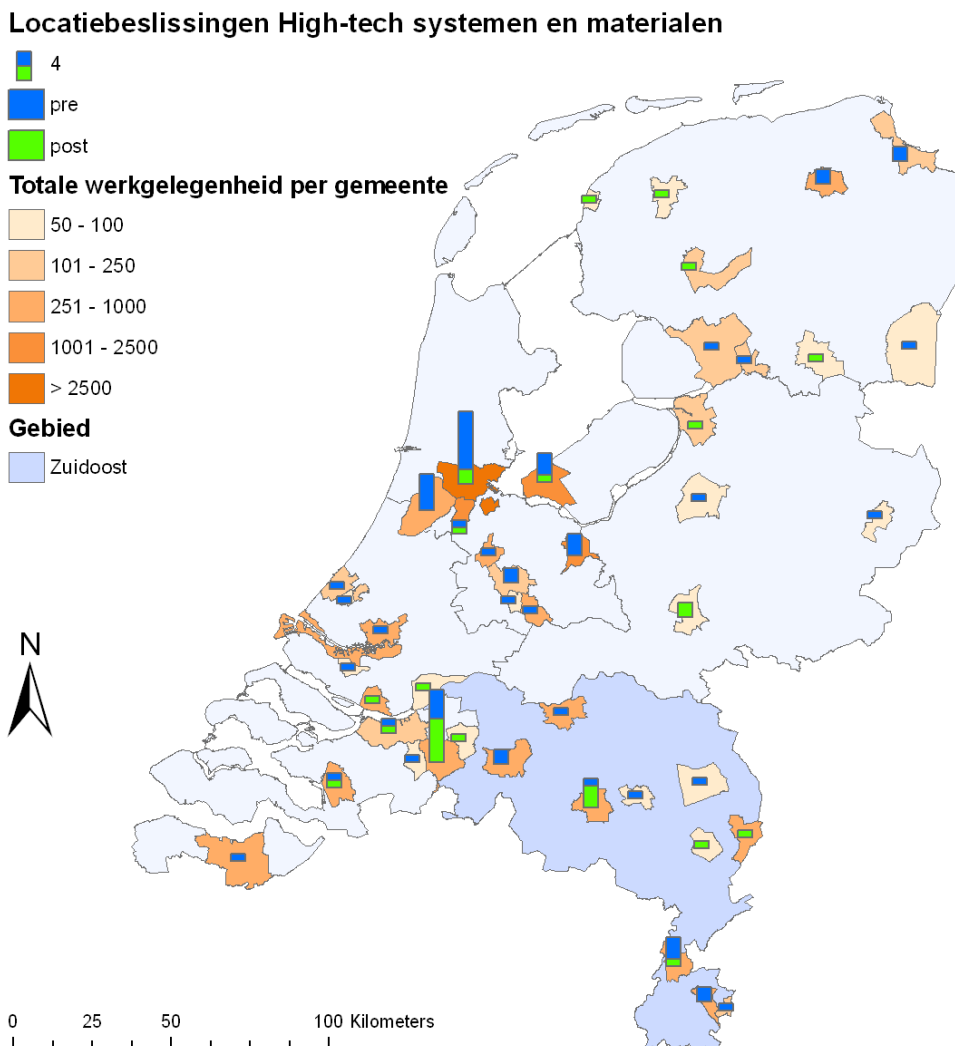 Locatiebeslissingen High-tech systemen en materialen
4
pre
post
Totale werkgelegenheid per gemeente
50 - 100
101 - 250
251 - 1000
1001 - 2500
> 2500
Gebied
Zuidoost
N
0 25 50 100 Kilometers